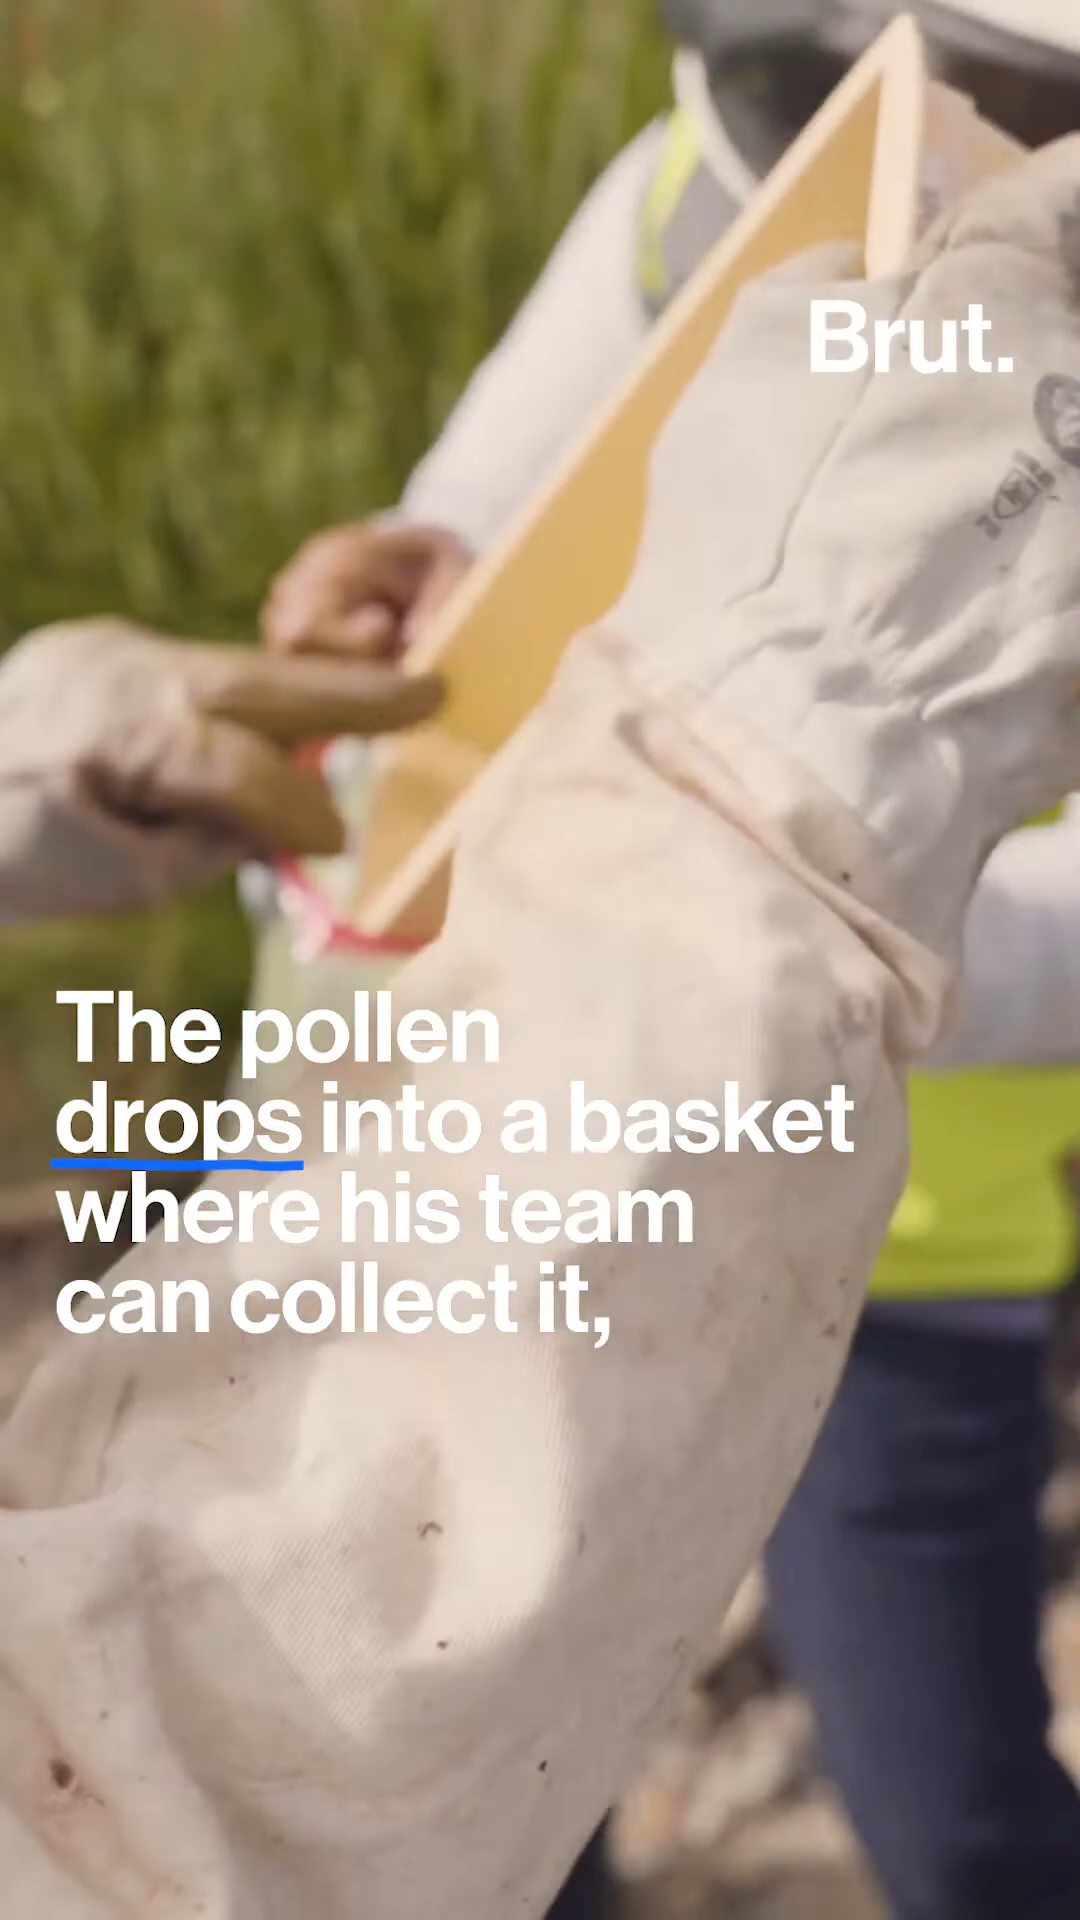 Brut.
The pollen
drops into a basket
where his team
can collect it,